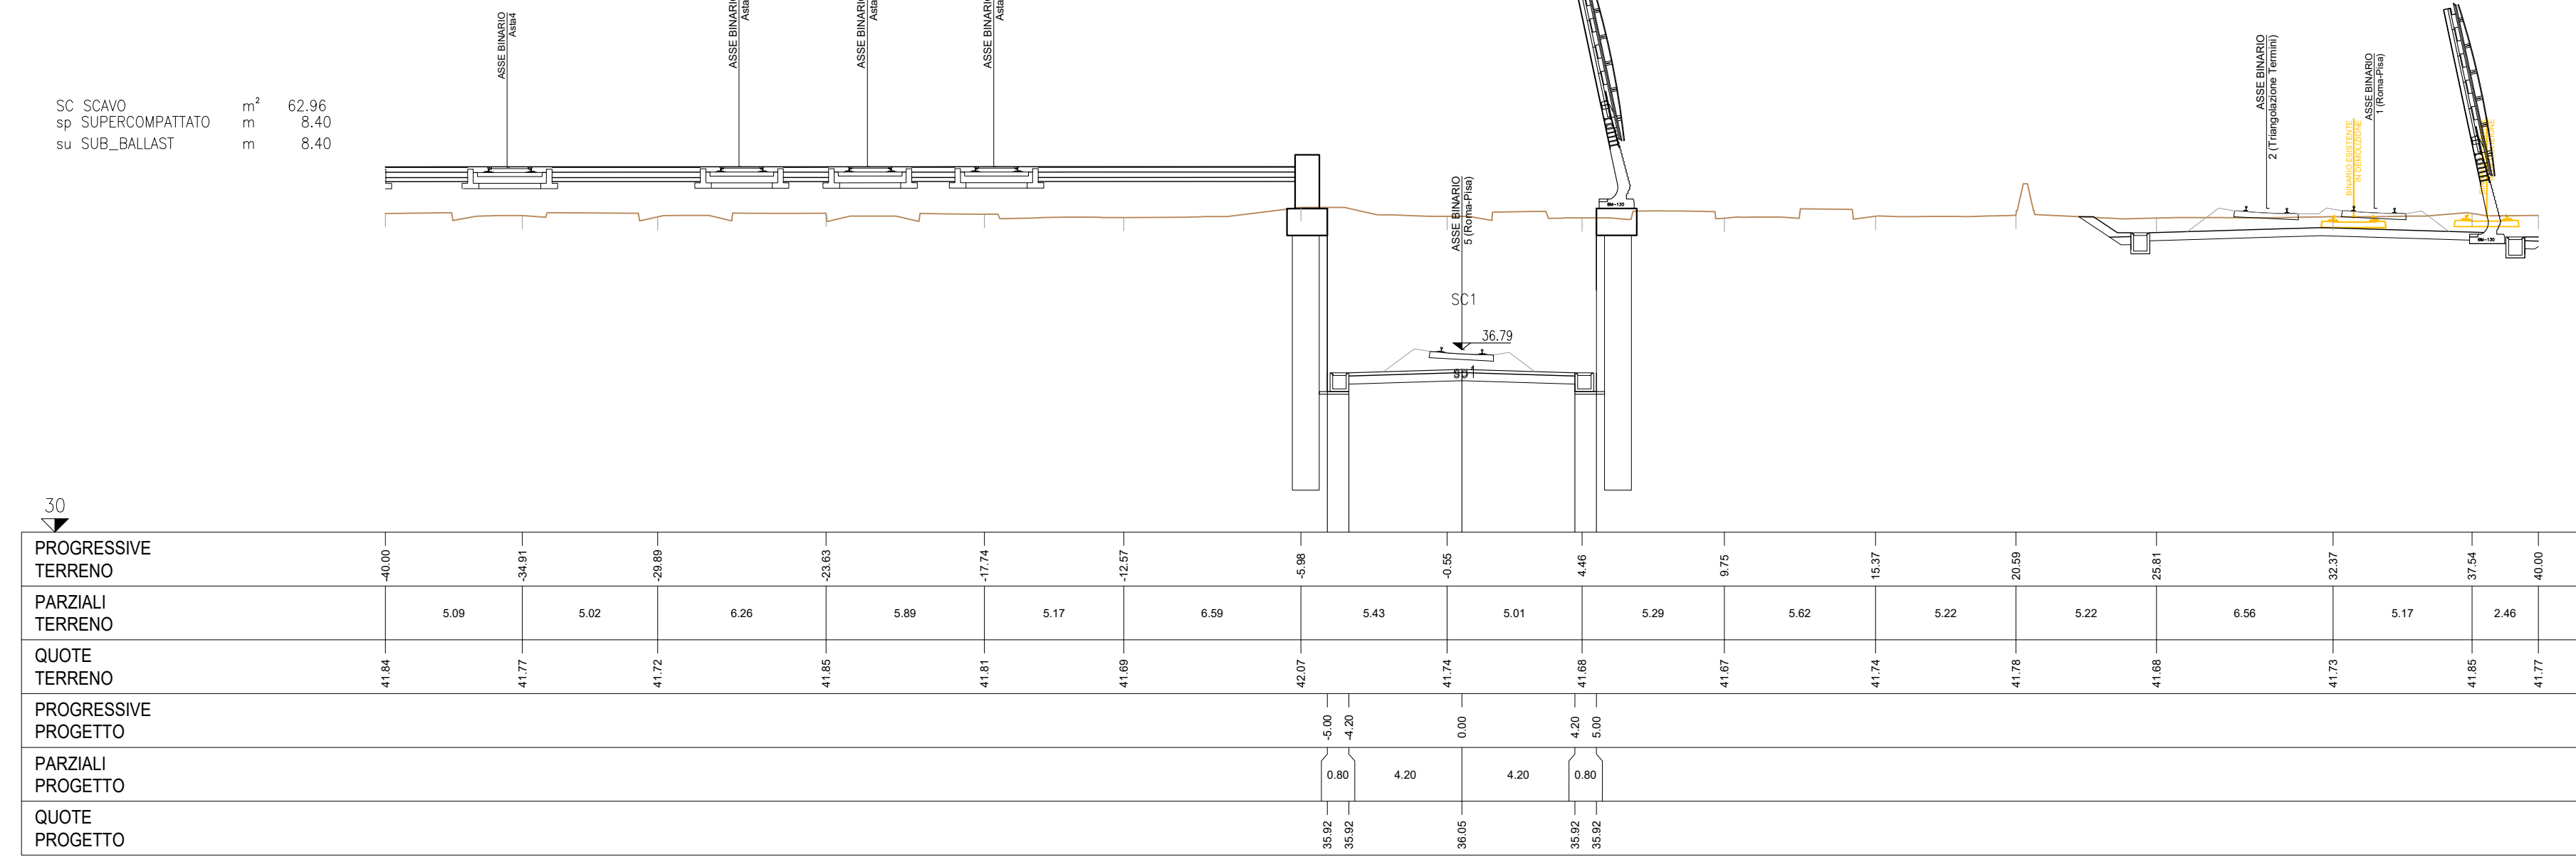 ASSE BINARIO
Asta4
ASSE BINARIO
Asta
ASSE BINARIO
Asta
ASSE BINARIO
Asta
SC SCAVO m² 62.96
sp SUPERCOMPATTATO m 8.40
su SUB_BALLAST m 8.40
ASSE BINARIO
5 (Roma-Pisa)
ASSE BINARIO
2 (Triangolazione Termini)
BINARIO ESISTENTE
IN DEMOLIZIONE
ASSE BINARIO
1 (Roma-Pisa)
BM-130
BM-130
SC1
36.79
30
PROGRESSIVE
TERRENO
-40.00 -34.91 -29.89 -23.63 -17.74 -12.57 -5.98 -0.55 4.46 9.75 15.37 20.59 25.81 32.37 37.54 40.00
PARZIALI
TERRENO
5.09 5.02 6.26 5.89 5.17 6.59 5.43 5.01 5.29 5.62 5.22 5.22 6.56 5.17 2.46
QUOTE
TERRENO
41.84 41.77 41.72 41.85 41.81 41.69 42.07 41.74 41.68 41.67 41.74 41.78 41.68 41.73 41.85 41.77
PROGRESSIVE
PROGETTO
-5.00 -4.20 0.00 4.20 5.00
PARZIALI
PROGETTO
0.80 4.20 4.20 0.80
QUOTE
PROGETTO
35.92 35.92 36.05 35.92 35.92